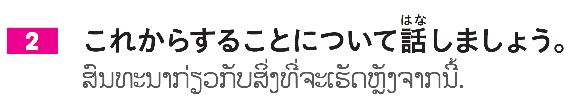 2 これからすることについて話しましょう。
ສົນທະນາກ່ຽວກັບສິ່ງທີ່ຈະເຮັດຫຼັງຈາກນີ້.